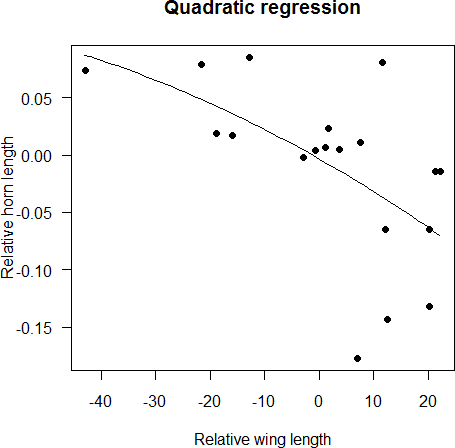 Quadratic regression
Relative horn length
0.05
0.00
-0.05
-0.10
-0.15
-40 -30 -20 -10 0 10 20
Relative wing length